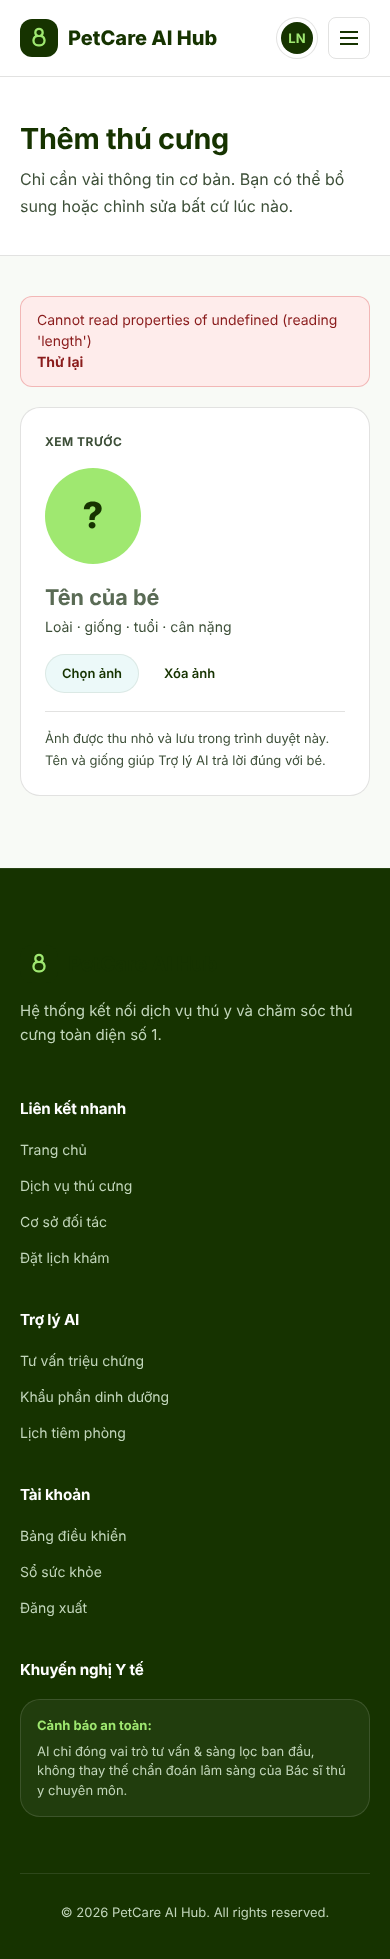 PetCare AI Hub
LN
Thêm thú cưng
Chỉ cần vài thông tin cơ bản. Bạn có thể bổ
sung hoặc chỉnh sửa bất cứ lúc nào.
Cannot read properties of undefined (reading
'length')
Thử lại
XEM TRƯỚC
?
Tên của bé
Loài · giống · tuổi · cân nặng
Chọn ảnh
Xóa ảnh
Ảnh được thu nhỏ và lưu trong trình duyệt này.
Tên và giống giúp Trợ lý AI trả lời đúng với bé.
Hệ thống kết nối dịch vụ thú y và chăm sóc thú
cưng toàn diện số 1.
Liên kết nhanh
Trang chủ
Dịch vụ thú cưng
Cơ sở đối tác
Đặt lịch khám
Trợ lý AI
Tư vấn triệu chứng
Khẩu phần dinh dưỡng
Lịch tiêm phòng
Tài khoản
Bảng điều khiển
Sổ sức khỏe
Đăng xuất
Khuyến nghị Y tế
Cảnh báo an toàn:
AI chỉ đóng vai trò tư vấn & sàng lọc ban đầu,
không thay thế chẩn đoán lâm sàng của Bác sĩ thú
y chuyên môn.
© 2026 PetCare AI Hub. All rights reserved.